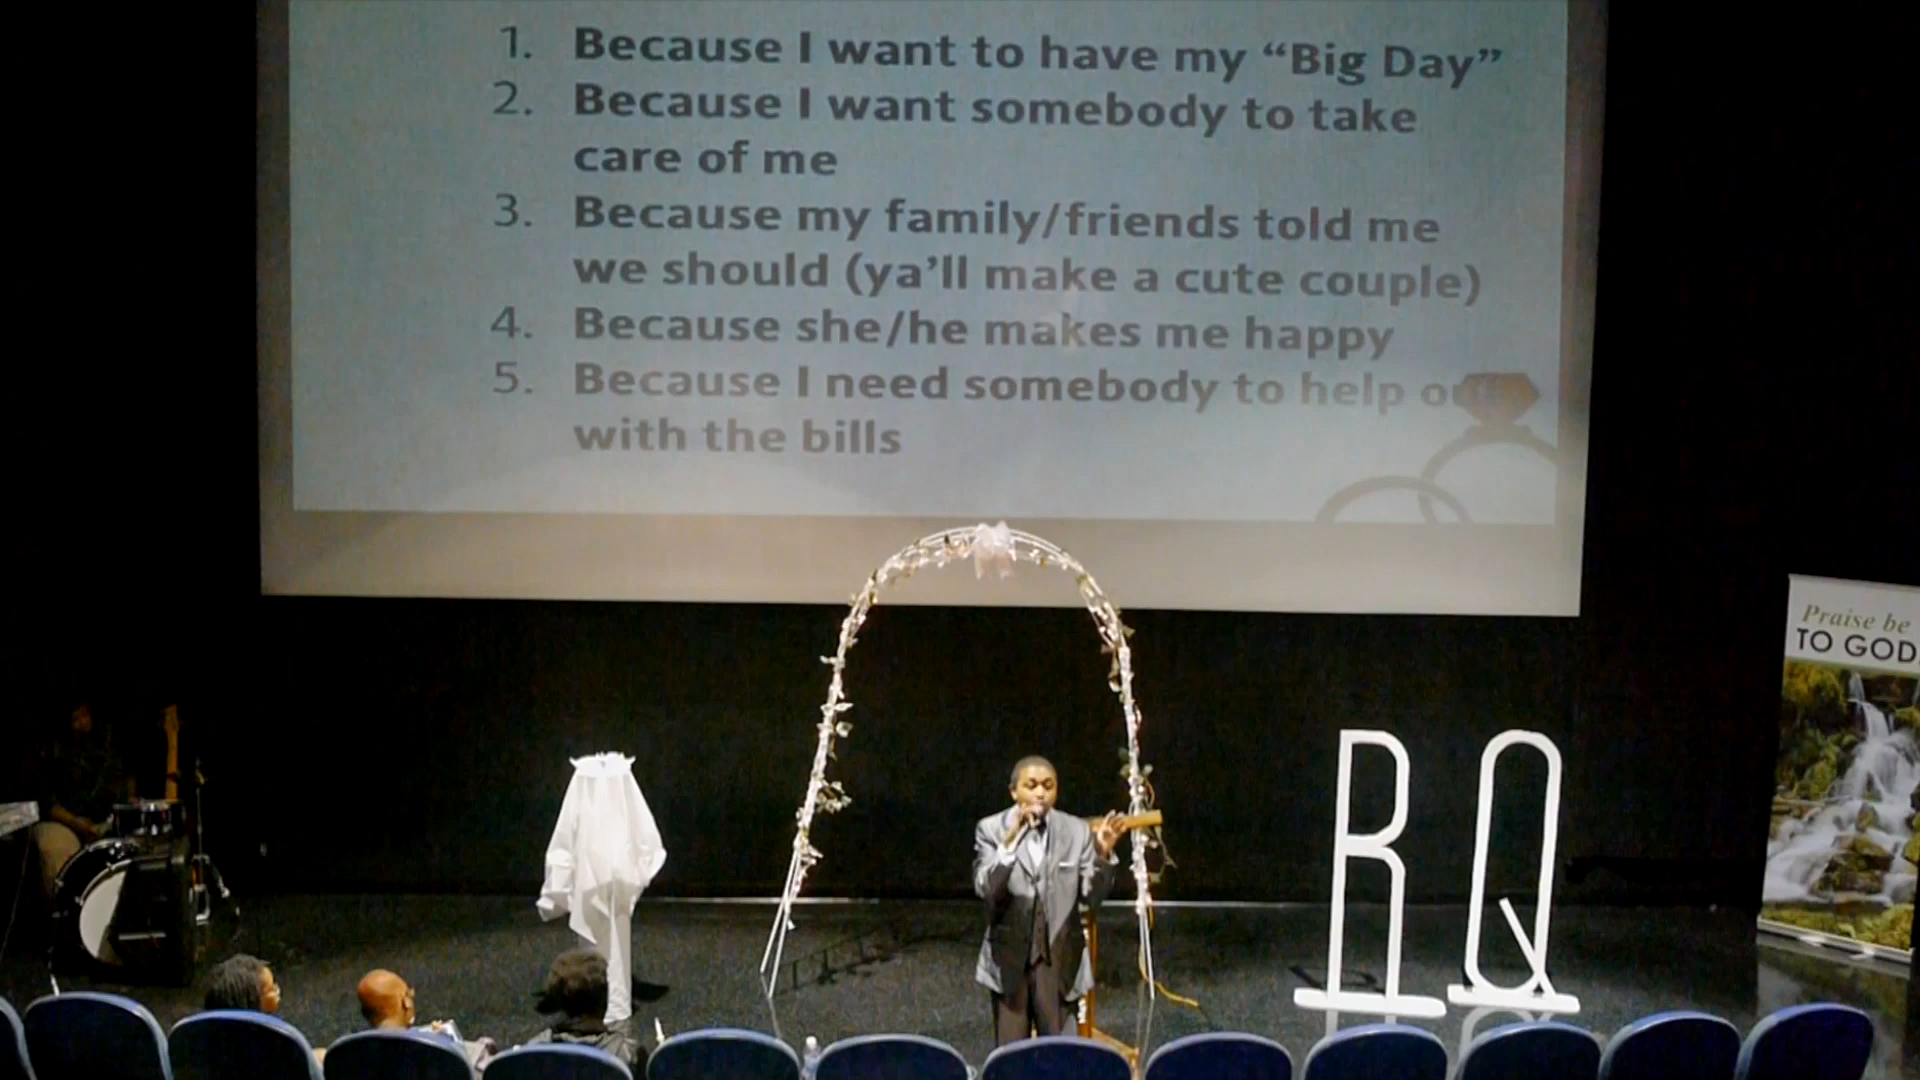 1. Because I want to have my “Big Day”
2. Because I want somebody to take
care of me
3. Because my family/friends told me
we should (ya’ll make a cute couple)
4. Because she/he makes me happy
5. Because I need somebody to help out
with the bills
Praise be
TO GOD
RQ